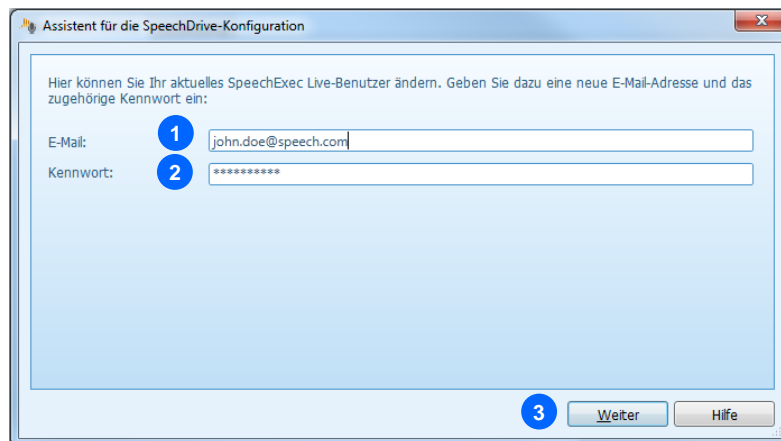 Assistent für die SpeechDrive-Konfiguration
Hier können Sie Ihr aktuelles SpeechExec Live-Benutzer ändern. Geben Sie dazu eine neue E-Mail-Adresse und das
zugehörige Kennwort ein:
E-Mail: 1 john.doe@speech.com
Kennwort: 2 **********
3 Weiter Hilfe